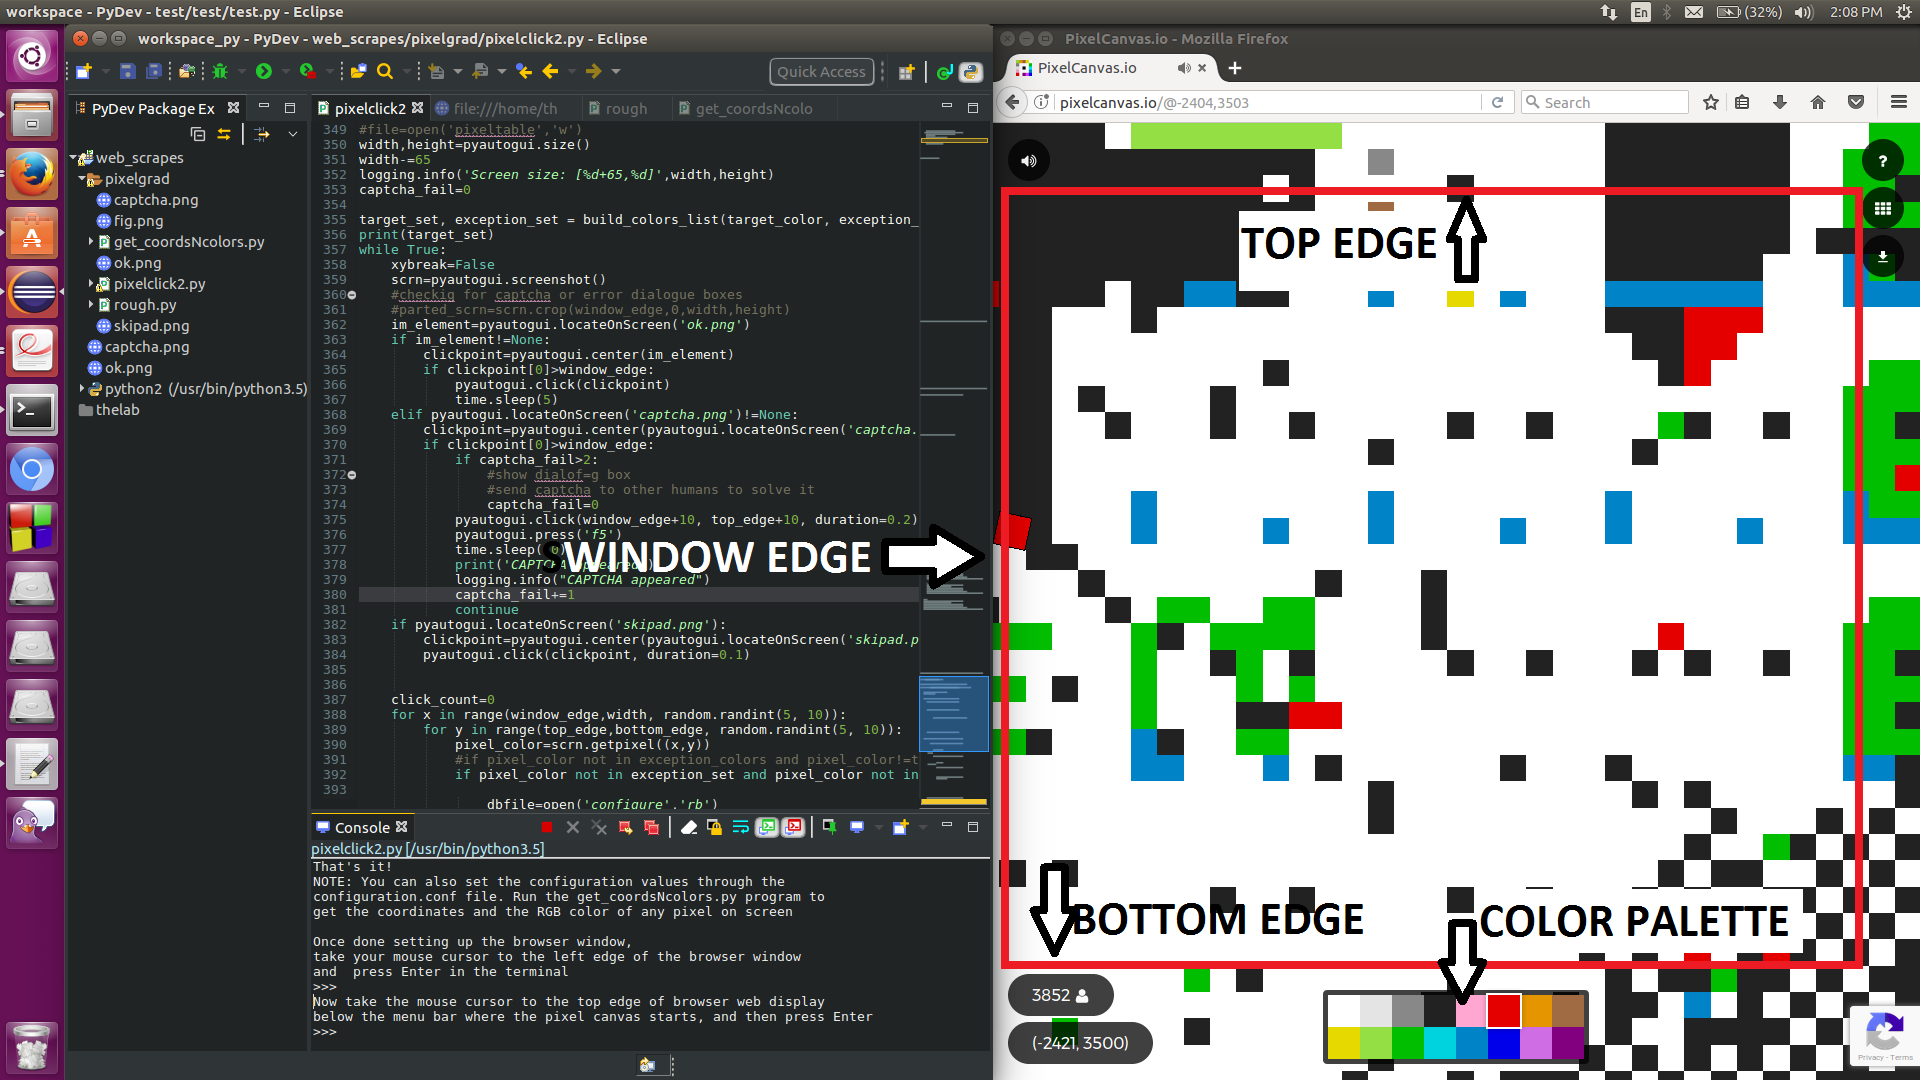 workspace - PyDev - test/test/test.py - Eclipse
En
(32%)
2:08 PM
workspace_py - PyDev - web_scrapes/pixelgrad/pixelclick2.py - Eclipse
Quick Access
PyDev Package Ex
web_scrapes
pixelgrad
captcha.png
fig.png
get_coordsNcolors.py
ok.png
pixelclick2.py
rough.py
skipad.png
captcha.png
ok.png
python2 (/usr/bin/python3.5)
thelab
pixelclick2
file:///home/th
rough
get_coordsNcolo
349 #file=open('pixeltable','w')
350 width,height=pyautogui.size()
351 width-=65
352 logging.info('Screen size: [%d+65,%d]',width,height)
353 captcha_fail=0
354
355 target_set, exception_set = build_colors_list(target_color, exception_
356 print(target_set)
357 while True:
358 xybreak=False
359 scrn=pyautogui.screenshot()
360 #checkig for captcha or error dialogue boxes
361 #parted_scrn=scrn.crop(window_edge,0,width,height)
362 im_element=pyautogui.locateOnScreen('ok.png')
363 if im_element!=None:
364 clickpoint=pyautogui.center(im_element)
365 if clickpoint[0]>window_edge:
366 pyautogui.click(clickpoint)
367 time.sleep(5)
368 elif pyautogui.locateOnScreen('captcha.png')!=None:
369 clickpoint=pyautogui.center(pyautogui.locateOnScreen('captcha.
370 if clickpoint[0]>window_edge:
371 if captcha_fail>2:
372 #show dialof=g box
373 #send captcha to other humans to solve it
374 captcha_fail=0
375 pyautogui.click(window_edge+10, top_edge+10, duration=0.2)
376 pyautogui.press('f5')
377 time.sleep(
378 print('CAPTCHA appeared')
379 logging.info("CAPTCHA appeared")
380 captcha_fail+=1
381 continue
382 if pyautogui.locateOnScreen('skipad.png'):
383 clickpoint=pyautogui.center(pyautogui.locateOnScreen('skipad.p
384 pyautogui.click(clickpoint, duration=0.1)
385
386
387 click_count=0
388 for x in range(window_edge,width, random.randint(5, 10)):
389 for y in range(top_edge,bottom_edge, random.randint(5, 10)):
390 pixel_color=scrn.getpixel((x,y))
391 #if pixel_color not in exception_colors and pixel_color!=t
392 if pixel_color not in exception_set and pixel_color not in
393
dbfile=open('configure','rb')
SWINDOW EDGE
Console
pixelclick2.py [/usr/bin/python3.5]
That's it!
NOTE: You can also set the configuration values through the
configuration.conf file. Run the get_coordsNcolors.py program to
get the coordinates and the RGB color of any pixel on screen
Once done setting up the browser window,
take your mouse cursor to the left edge of the browser window
and  press Enter in the terminal
>>>
Now take the mouse cursor to the top edge of browser web display
below the menu bar where the pixel canvas starts, and then press Enter
>>>
PixelCanvas.io - Mozilla Firefox
PixelCanvas.io
pixelcanvas.io/@-2404,3503
Search
?
TOP EDGE
BOTTOM EDGE
COLOR PALETTE
3852
(-2421, 3500)
Privacy - Terms